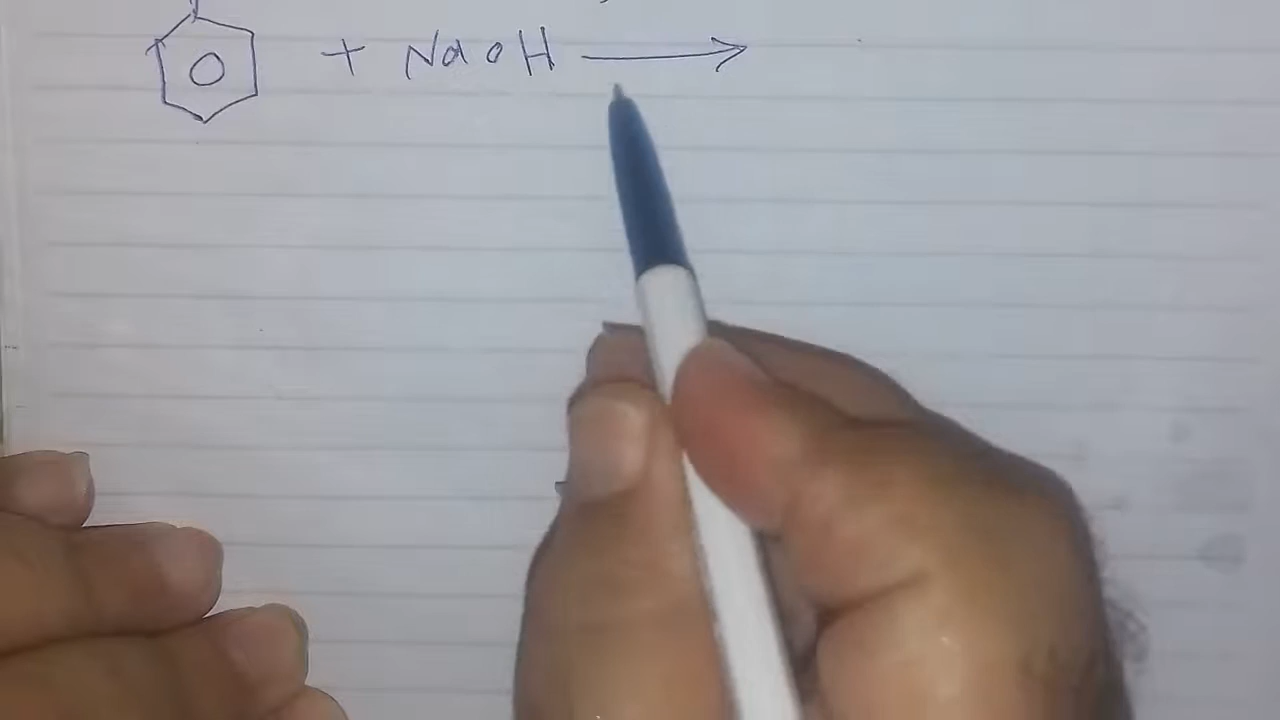 + NaOH ⟶